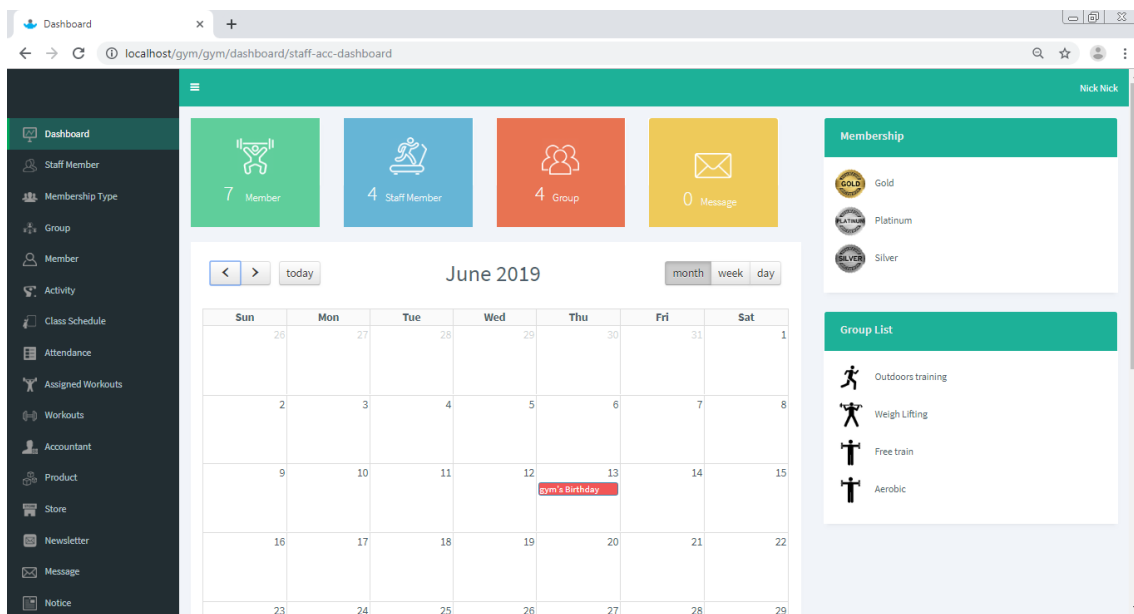 Dashboard
localhost/gym/gym/dashboard/staff-acc-dashboard
Nick Nick
Dashboard
Staff Member
Membership Type
Group
Member
Activity
Class Schedule
Attendance
Assigned Workouts
Workouts
Accountant
Product
Store
Newsletter
Message
Notice
7 Member
4 Staff Member
4 Group
0 Message
today
June 2019
month week day
Sun Mon Tue Wed Thu Fri Sat
26 27 28 29 30 31 1
2 3 4 5 6 7 8
9 10 11 12 13 14 15
gym's Birthday
16 17 18 19 20 21 22
23 24 25 26 27 28 29
Membership
GOLD Gold
PLATINUM Platinum
SILVER Silver
Group List
Outdoors training
Weigh Lifting
Free train
Aerobic